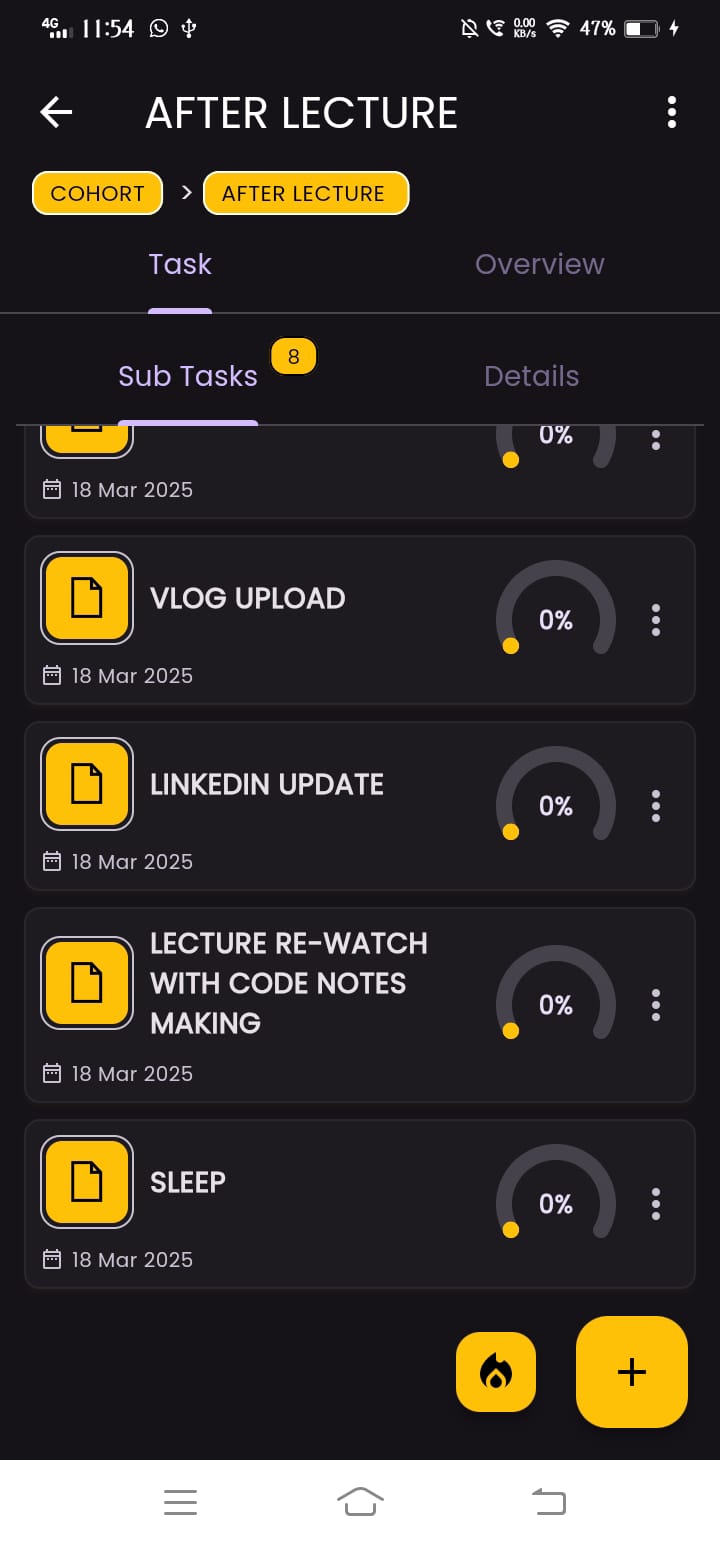 4G 11:54 0.00 KB/s 47%
AFTER LECTURE
COHORT > AFTER LECTURE
Task Overview
Sub Tasks 8 Details
0%
18 Mar 2025
VLOG UPLOAD
0%
18 Mar 2025
LINKEDIN UPDATE
0%
18 Mar 2025
LECTURE RE-WATCH
WITH CODE NOTES
MAKING
0%
18 Mar 2025
SLEEP
0%
18 Mar 2025
+